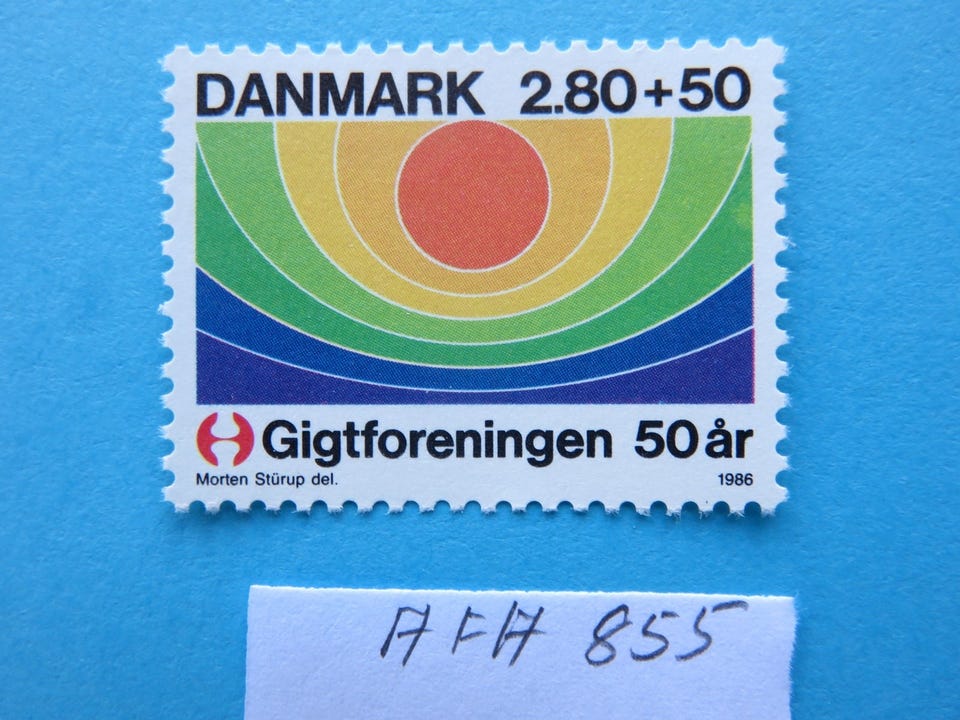 DANMARK 2.80+50
Gigtforeningen 50 år
Morten Stürup del. 1986
AFA 855